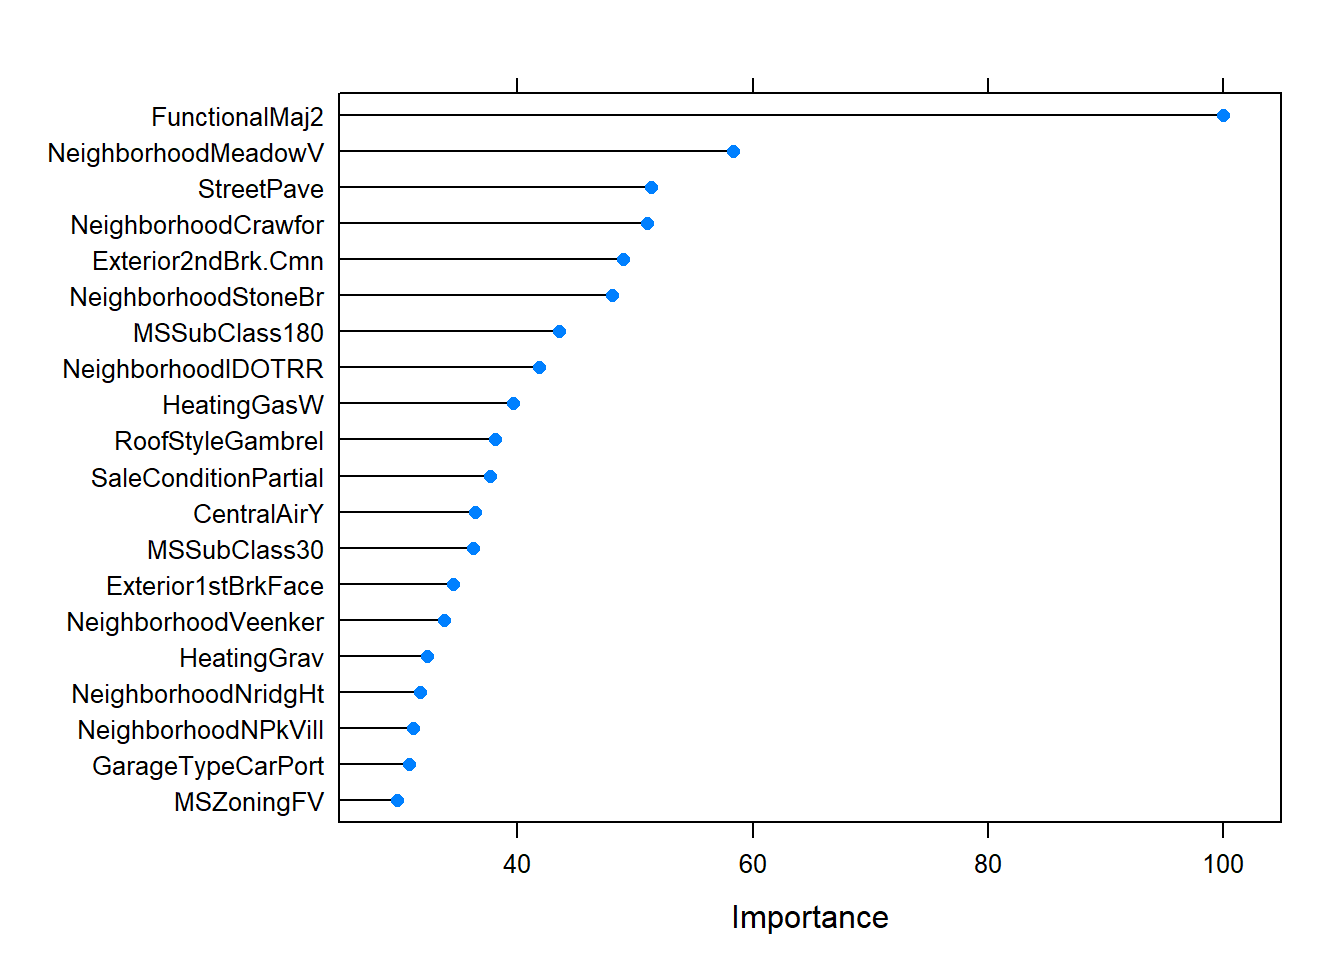 FunctionalMaj2
NeighborhoodMeadowV
StreetPave
NeighborhoodCrawfor
Exterior2ndBrk.Cmn
NeighborhoodStoneBr
MSSubClass180
NeighborhoodIDOTRR
HeatingGasW
RoofStyleGambrel
SaleConditionPartial
CentralAirY
MSSubClass30
Exterior1stBrkFace
NeighborhoodVeenker
HeatingGrav
NeighborhoodNridgHt
NeighborhoodNPkVill
GarageTypeCarPort
MSZoningFV
40 60 80 100
Importance